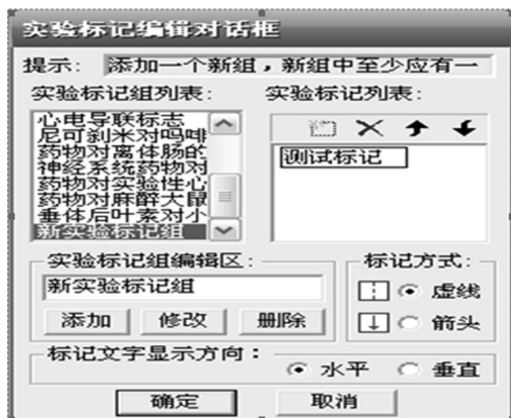 实验标记编辑对话框
提示: 添加一个新组，新组中至少应有一
实验标记组列表:
实验标记列表:
心电导联标志
尼可刹米对吗啡
药物对离体肠的
神经系统药物对
药物对实验性心
药物对麻醉大鼠
垂体后叶素对小
新实验标记组
测试标记
实验标记组编辑区:
新实验标记组
添加 修改 删除
标记方式:
虚线
箭头
标记文字显示方向：
水平 垂直
确定 取消